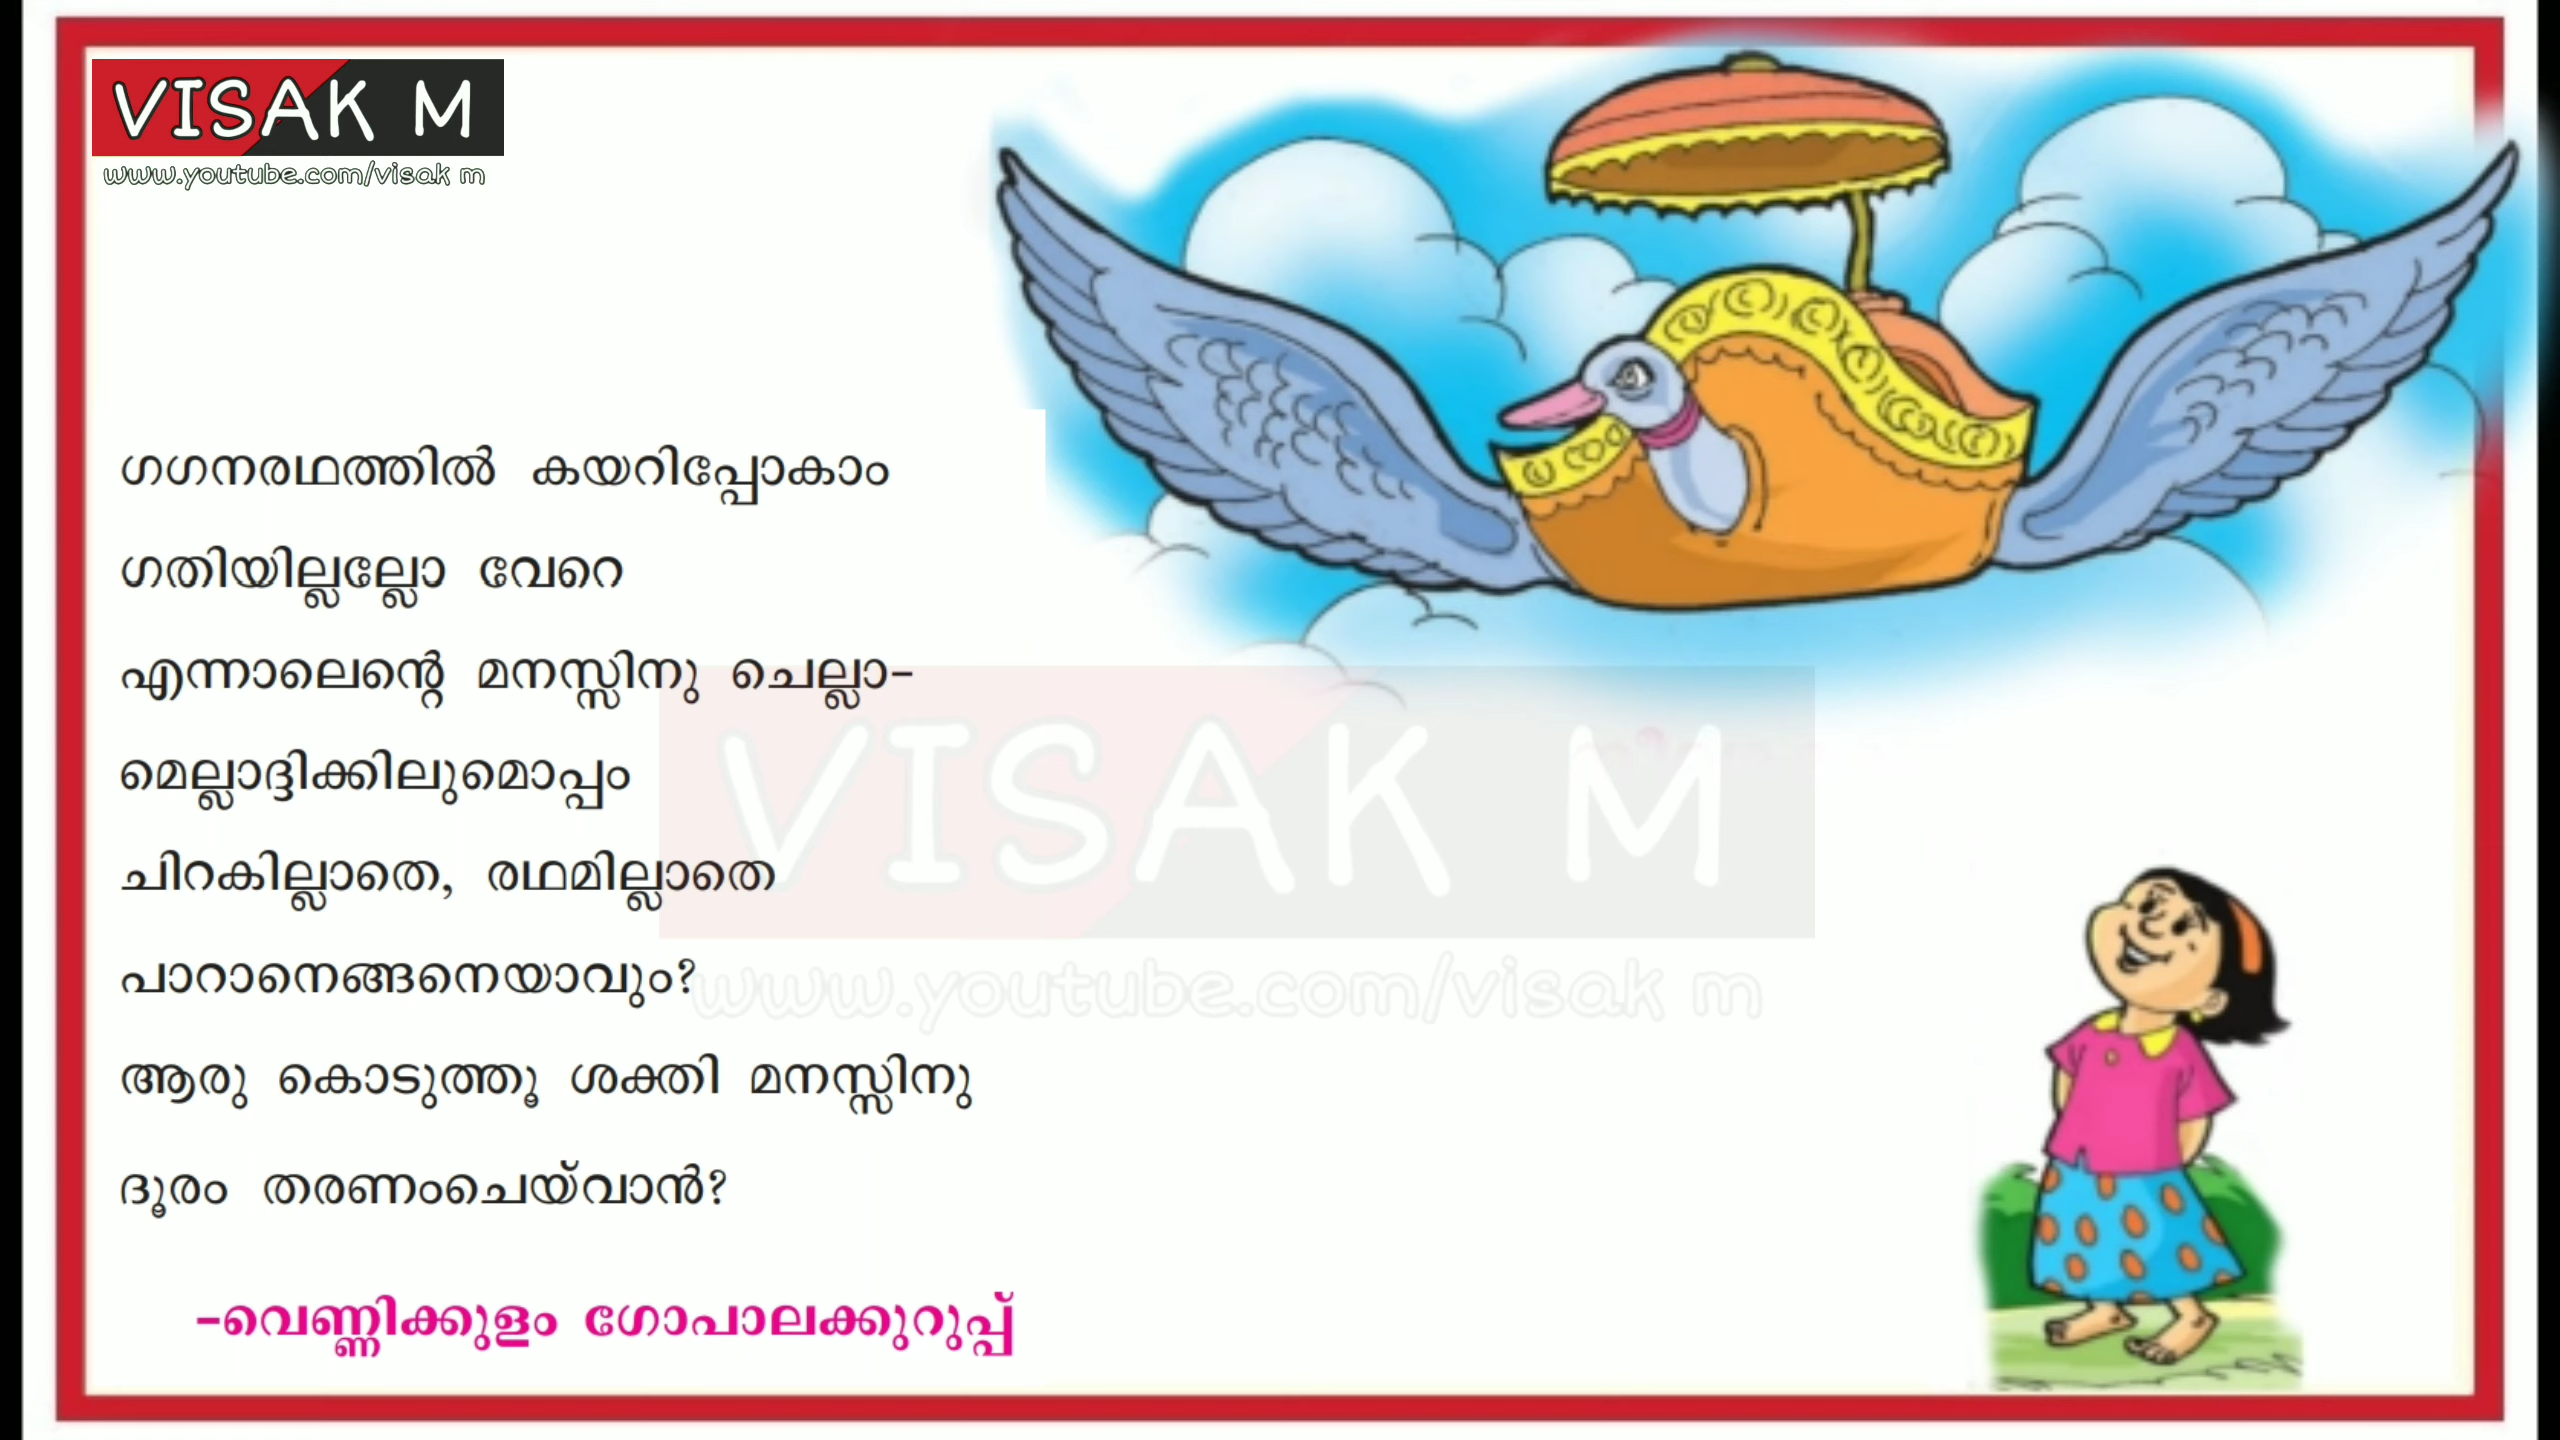 VISAK M
www.youtube.com/visak m
ഗഗനരഥത്തിൽ കയറിപ്പോകാം
ഗതിയില്ലല്ലോ വേറെ
എന്നാലെന്റെ മനസ്സിനു ചെല്ലാ-
മെല്ലാദ്ദിക്കിലുമൊപ്പം
ചിറകില്ലാതെ, രഥമില്ലാതെ
പാറാനെങ്ങനെയാവും?
ആരു കൊടുത്തൂ ശക്തി മനസ്സിനു
ദൂരം തരണംചെയ്‌വാൻ?
-വെണ്ണിക്കുളം ഗോപാലക്കുറുപ്പ്
VISAK M
www.youtube.com/visak m